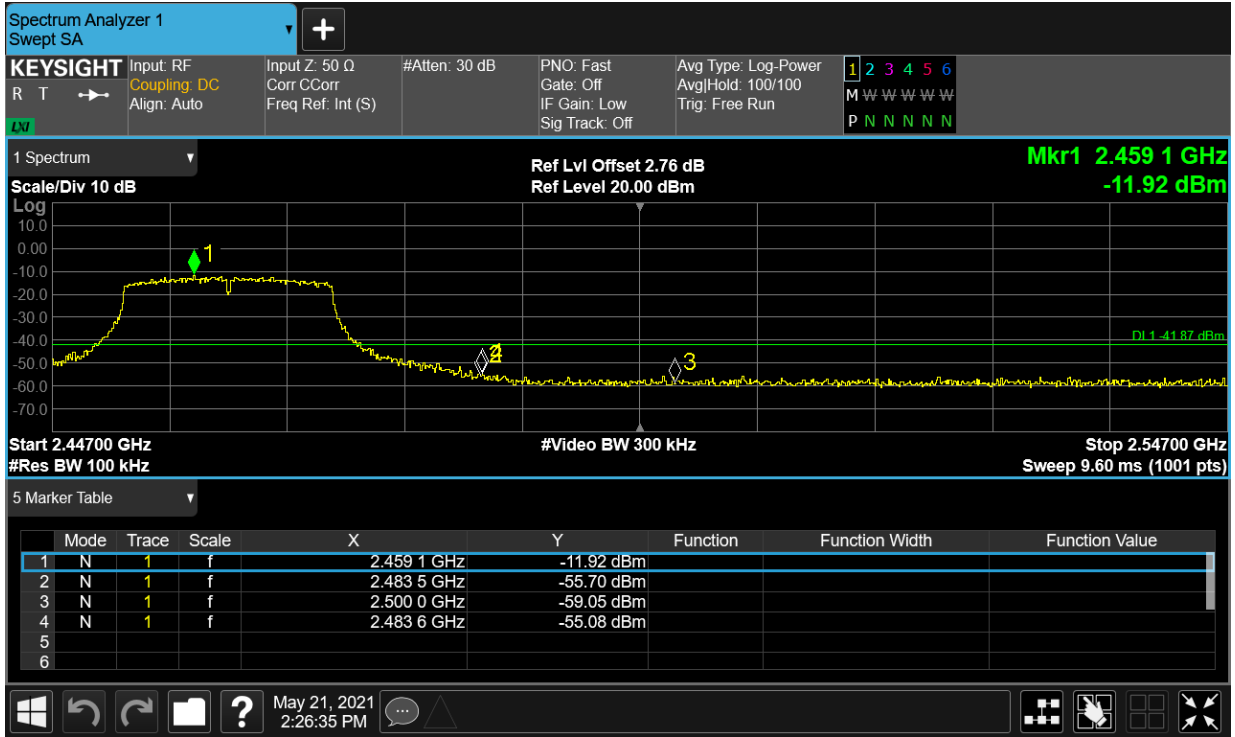 Spectrum Analyzer 1
Swept SA
KEYSIGHT Input: RF Input Z: 50 Ω #Atten: 30 dB PNO: Fast Avg Type: Log-Power 1 2 3 4 5 6
R T Coupling: DC Corr CCorr Gate: Off Avg|Hold: 100/100 M W W W W W
Align: Auto Freq Ref: Int (S) IF Gain: Low Trig: Free Run
LXI Sig Track: Off P N N N N N
1 Spectrum Ref Lvl Offset 2.76 dB Mkr1 2.459 1 GHz
Scale/Div 10 dB Ref Level 20.00 dBm -11.92 dBm
Log
10.0
0.00 1
-10.0
-20.0
-30.0
-40.0 DL1 -41.87 dBm
-50.0 2 4 3
-60.0
-70.0
Start 2.44700 GHz #Video BW 300 kHz Stop 2.54700 GHz
#Res BW 100 kHz Sweep 9.60 ms (1001 pts)
5 Marker Table
Mode Trace Scale X Y Function Function Width Function Value
1 N 1 f 2.459 1 GHz -11.92 dBm
2 N 1 f 2.483 5 GHz -55.70 dBm
3 N 1 f 2.500 0 GHz -59.05 dBm
4 N 1 f 2.483 6 GHz -55.08 dBm
5
6
? May 21, 2021
2:26:35 PM